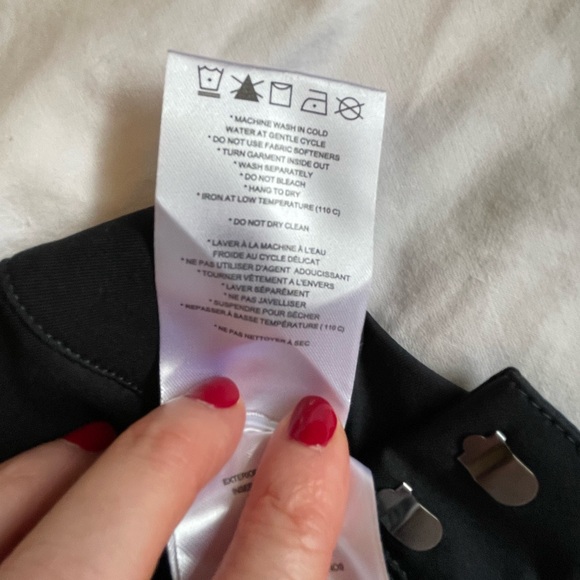 * MACHINE WASH IN COLD
WATER AT GENTLE CYCLE
* DO NOT USE FABRIC SOFTENERS
* TURN GARMENT INSIDE OUT
* WASH SEPARATELY
* DO NOT BLEACH
* HANG TO DRY
* IRON AT LOW TEMPERATURE (110 C)
* DO NOT DRY CLEAN
* LAVER À LA MACHINE À L'EAU
FROIDE AU CYCLE DÉLICAT
* NE PAS UTILISER D'AGENT ADOUCISSANT
* TOURNER VÊTEMENT A L'ENVERS
* LAVER SÉPARÉMENT
* NE PAS JAVELLISER
* SUSPENDRE POUR SÉCHER
* REPASSER À BASSE TEMPÉRATURE (110 C)
* NE PAS NETTOYER À SEC